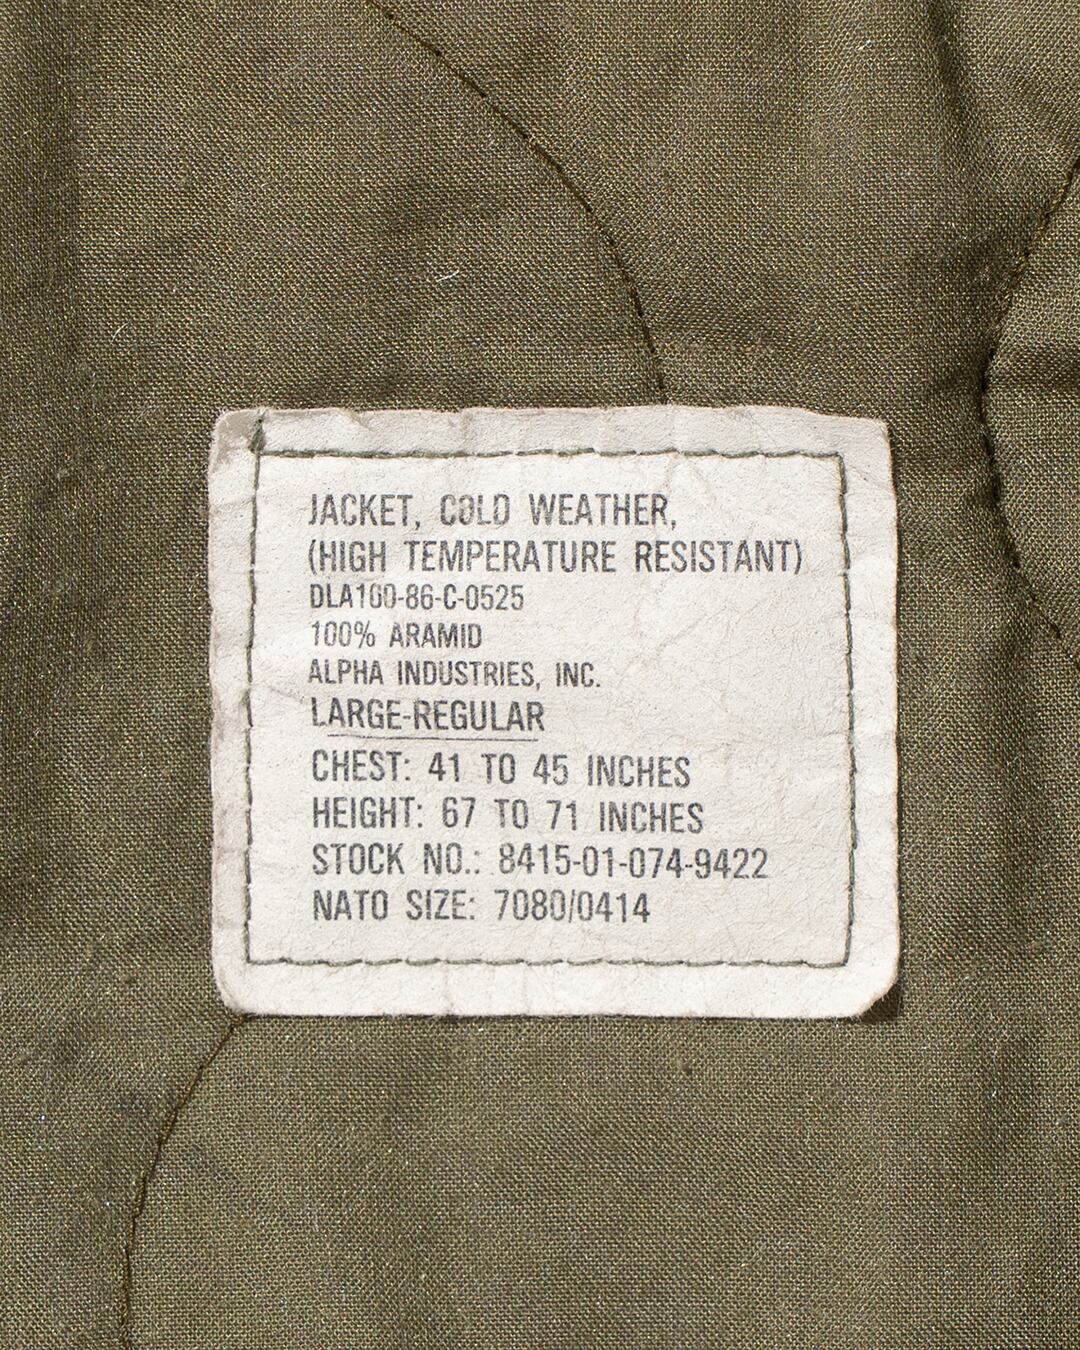 JACKET, COLD WEATHER,
(HIGH TEMPERATURE RESISTANT)
DLA100-86-C-0525
100% ARAMID
ALPHA INDUSTRIES, INC.
LARGE-REGULAR
CHEST: 41 TO 45 INCHES
HEIGHT: 67 TO 71 INCHES
STOCK NO.: 8415-01-074-9422
NATO SIZE: 7080/0414